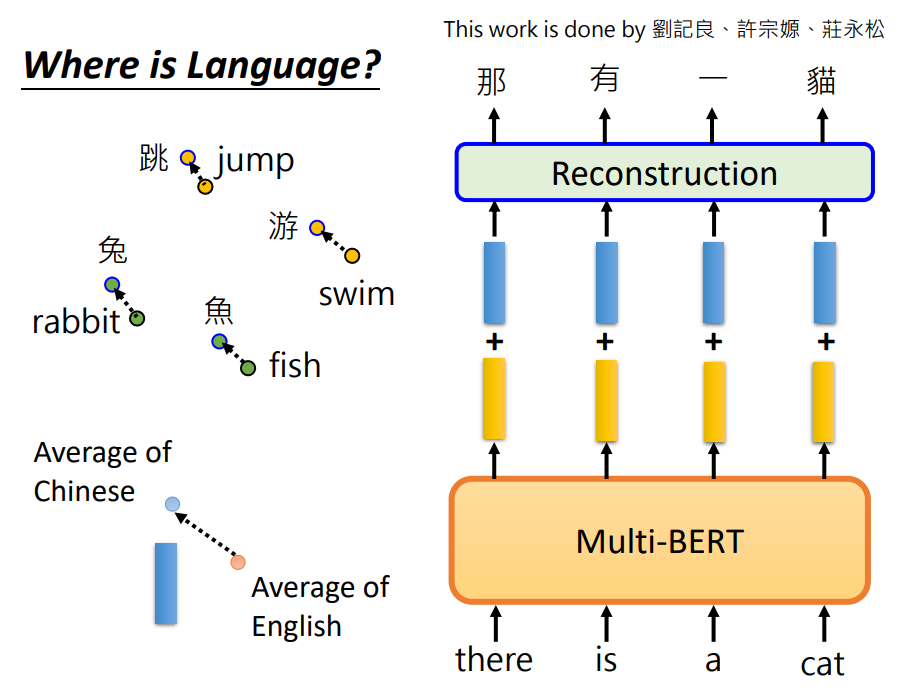 This work is done by 劉記良、許宗嫄、莊永松
Where is Language?
跳 jump
游
swim
兔
rabbit
魚
fish
Average of
Chinese
Average of
English
那 有 一 貓
Reconstruction
+ + + +
Multi-BERT
there is a cat